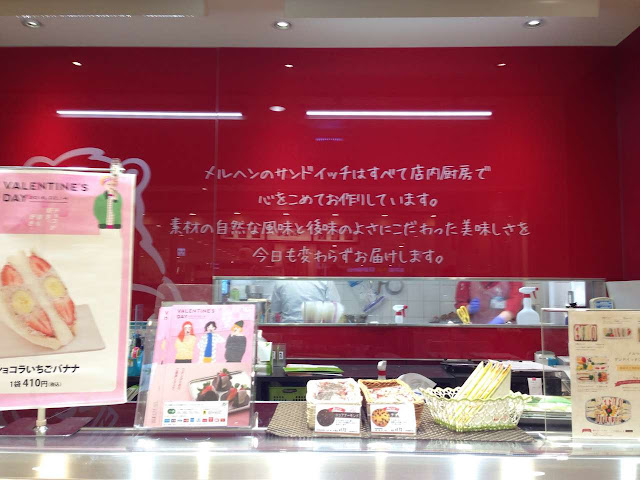 メルヘンのサンドイッチはすべて店内厨房で
心をこめてお作りしています。
素材の自然な風味と後味のよさにこだわった美味しさを
今日も変わらずお届けします。
VALENTINE'S
DAY
ショコラいちごバナナ
1袋 410円(税込)
VALENTINE'S
DAY